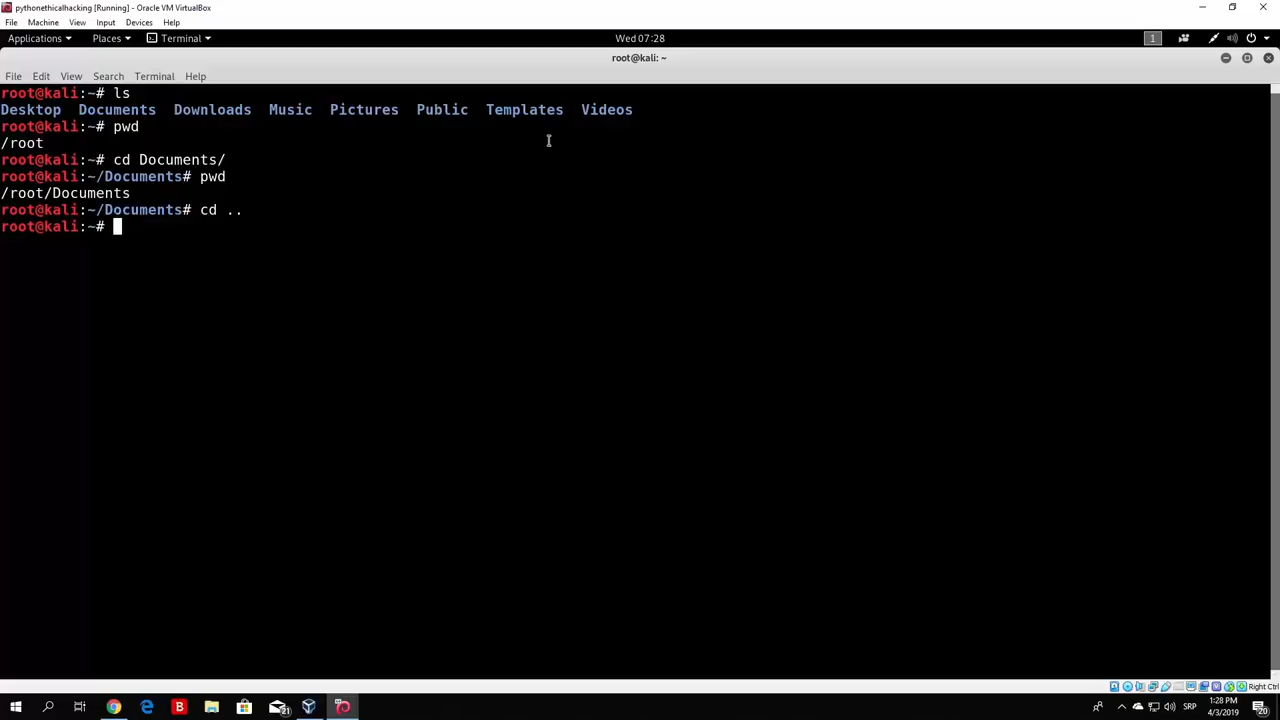 pythonethicalhacking [Running] - Oracle VM VirtualBox
File Machine View Input Devices Help
Applications Places Terminal Wed 07:28 1
root@kali: ~
File Edit View Search Terminal Help
root@kali:~# ls
Desktop Documents Downloads Music Pictures Public Templates Videos
root@kali:~# pwd
/root
root@kali:~# cd Documents/
root@kali:~/Documents# pwd
/root/Documents
root@kali:~/Documents# cd ..
root@kali:~#
Right Ctrl
B 21 SRP 1:28 PM 20
4/3/2019